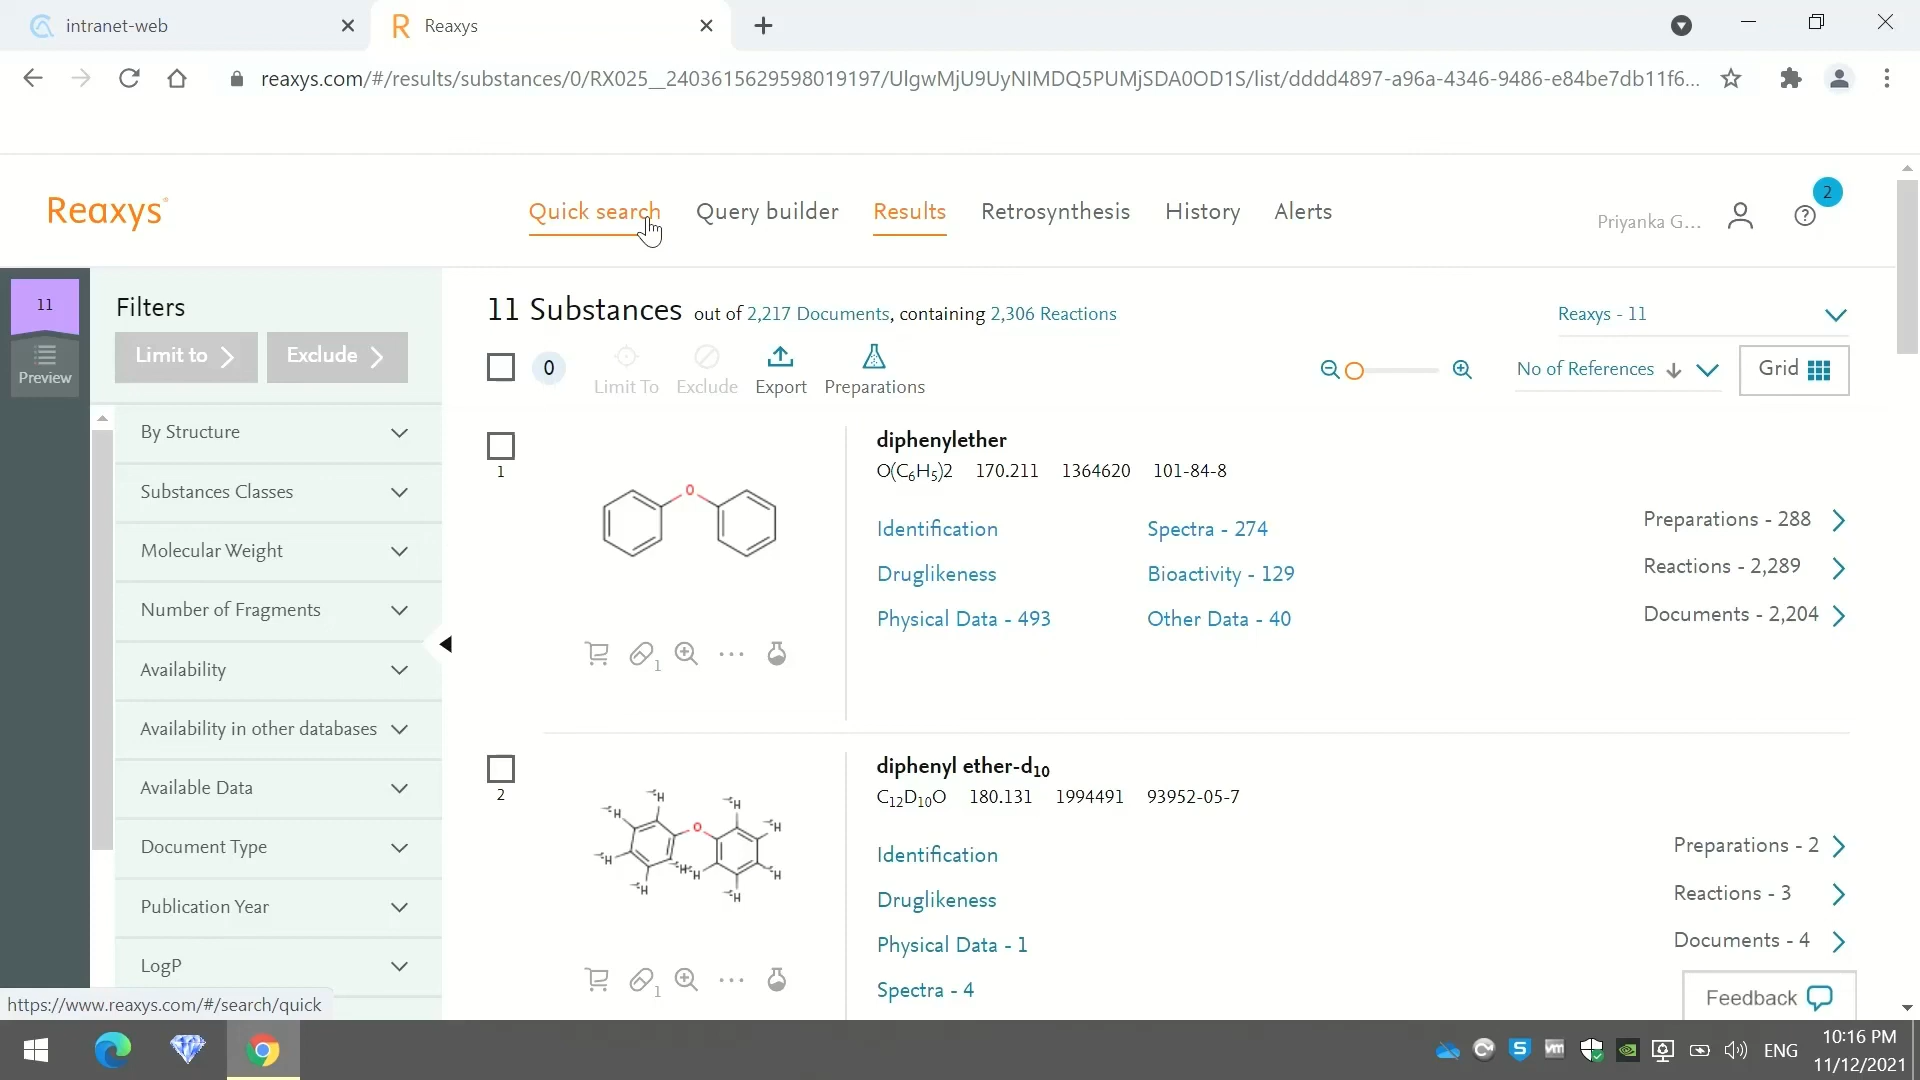 intranet-web
Reaxys
reaxys.com/#/results/substances/0/RX025__2403615629598019197/UlgwMjU9UyNIMDQ5PUMjSDA0OD1S/list/dddd4897-a96a-4346-9486-e84be7db11f6...
Reaxys
Quick search
Query builder
Results
Retrosynthesis
History
Alerts
Priyanka G...
2
11
Preview
Filters
Limit to
Exclude
By Structure
Substances Classes
Molecular Weight
Number of Fragments
Availability
Availability in other databases
Available Data
Document Type
Publication Year
LogP
11 Substances out of 2,217 Documents, containing 2,306 Reactions
Reaxys - 11
0
Limit To
Exclude
Export
Preparations
No of References
Grid
1
diphenylether
O(C6H5)2 170.211 1364620 101-84-8
O
Identification
Spectra - 274
Druglikeness
Bioactivity - 129
Physical Data - 493
Other Data - 40
Preparations - 288
Reactions - 2,289
Documents - 2,204
1
2
diphenyl ether-d10
C12D10O 180.131 1994491 93952-05-7
Identification
Druglikeness
Physical Data - 1
Spectra - 4
Preparations - 2
Reactions - 3
Documents - 4
1
Feedback
https://www.reaxys.com/#/search/quick
ENG
10:16 PM
11/12/2021